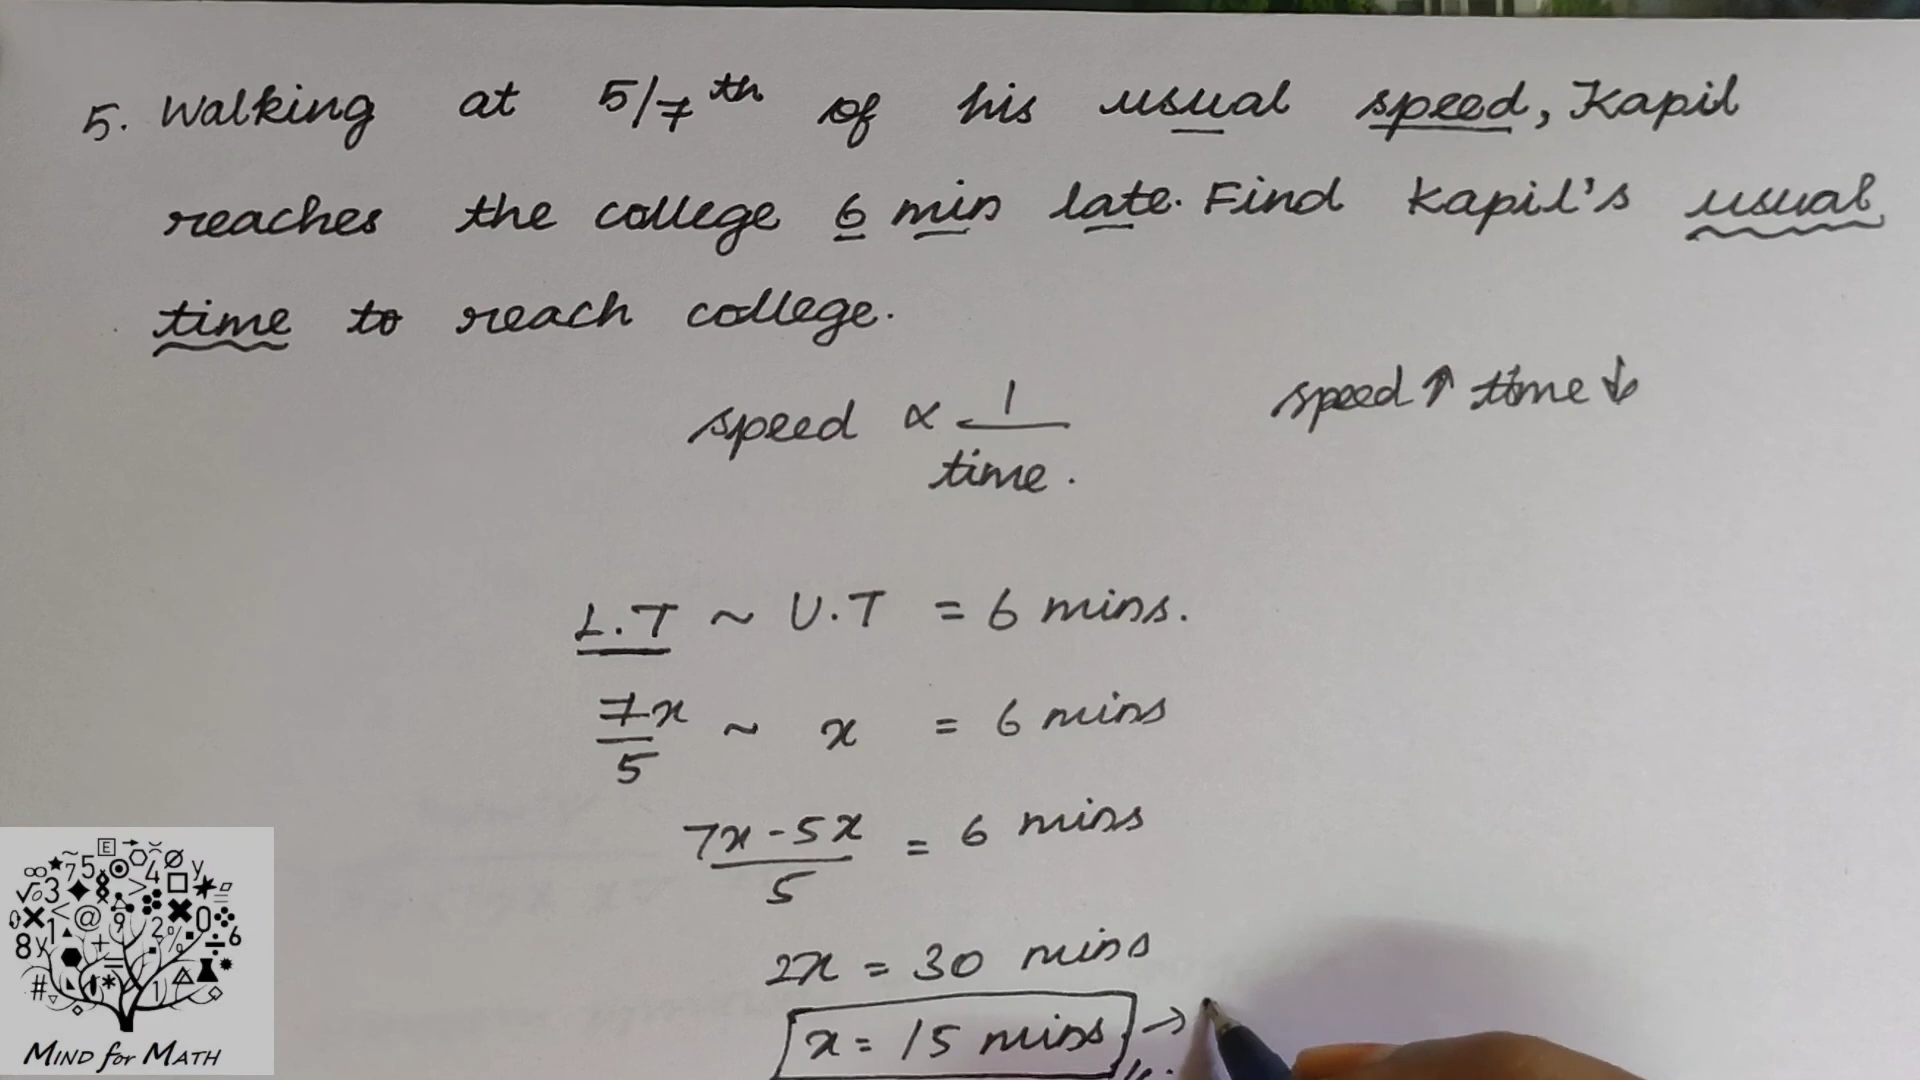 5. Walking at 5/7th of his usual speed, Kapil
reaches the college 6 min late. Find Kapil's usual
time to reach college.
speed ∝ 1/time.
speed ↑ time ↓
L.T ~ U.T = 6 mins.
7x/5 ~ x = 6 mins
7x-5x/5 = 6 mins
2x = 30 mins
x = 15 mins →
MIND for MATH